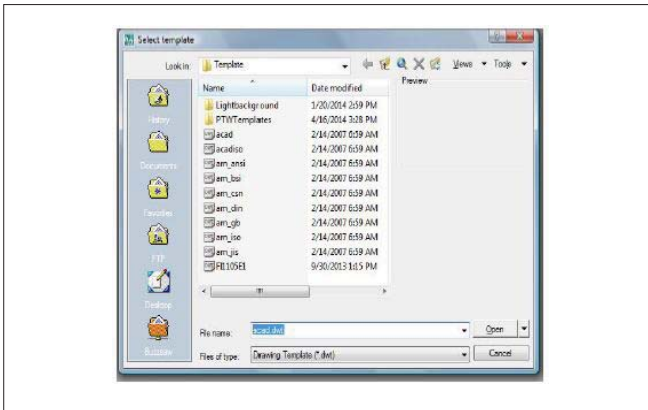 Select template
Look in: Template Views Tools
Name Date modified Preview
Lightbackground 1/20/2014 2:59 PM
PTWTemplates 4/16/2014 3:28 PM
acad 2/14/2007 6:59 AM
acadiso 2/14/2007 6:59 AM
am_ansi 2/14/2007 6:59 AM
am_bsi 2/14/2007 6:59 AM
am_csn 2/14/2007 6:59 AM
am_din 2/14/2007 6:59 AM
am_gb 2/14/2007 6:59 AM
am_iso 2/14/2007 6:59 AM
am_jis 2/14/2007 6:59 AM
FI1105E1 9/30/2013 1:15 PM
History
Documents
Favorites
FTP
Desktop
Buzzsaw
File name: acad.dwt Open
Files of type: Drawing Template (*.dwt) Cancel